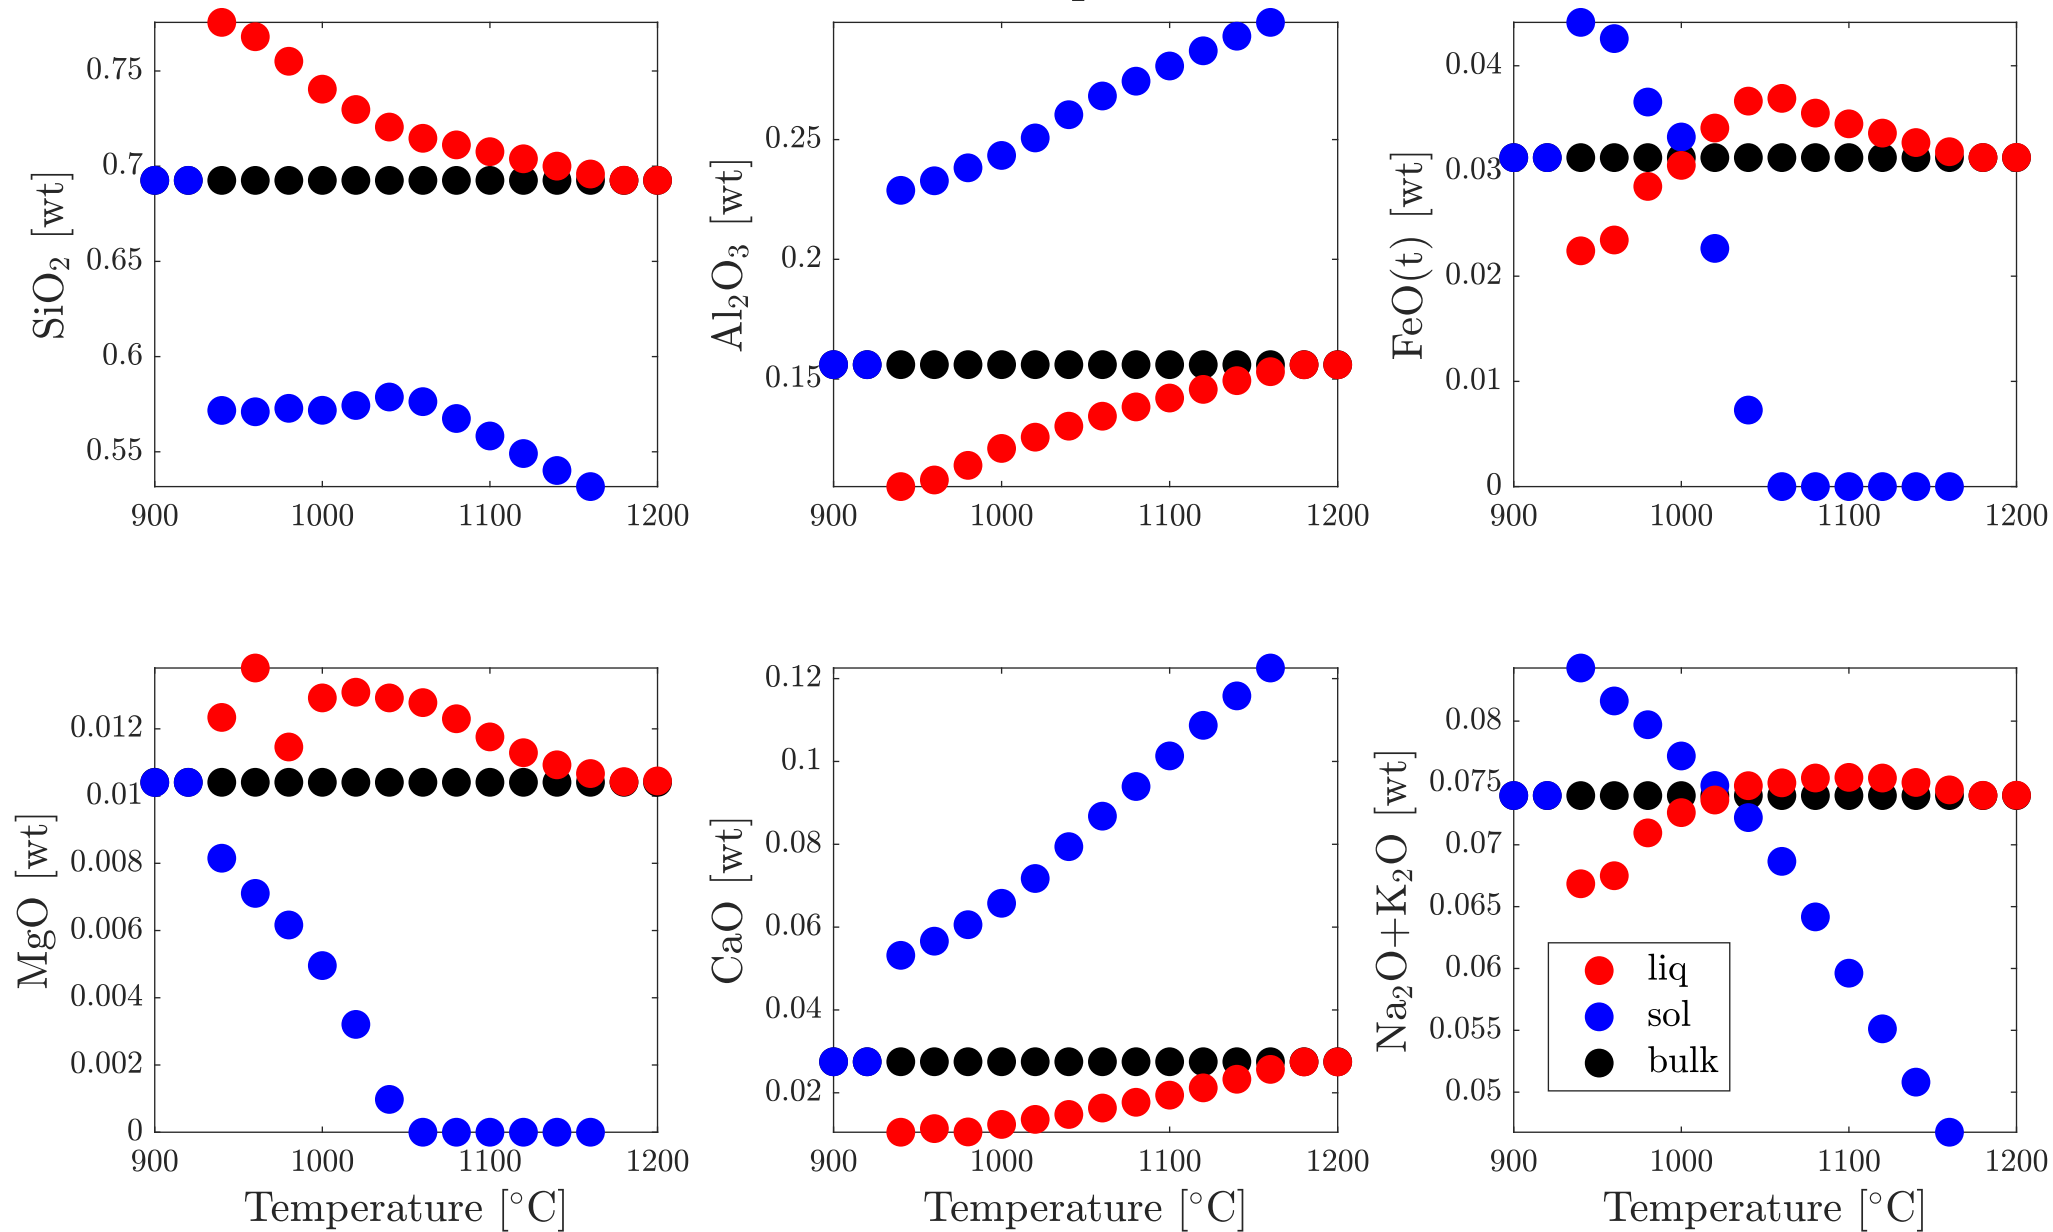 0.75
0.7
0.65
0.6
0.55
SiO₂ [wt]
900 1000 1100 1200
0.25
0.2
0.15
Al₂O₃ [wt]
900 1000 1100 1200
0.04
0.03
0.02
0.01
0
FeO(t) [wt]
900 1000 1100 1200
0.012
0.01
0.008
0.006
0.004
0.002
0
MgO [wt]
900 1000 1100 1200
Temperature [°C]
0.12
0.1
0.08
0.06
0.04
0.02
CaO [wt]
900 1000 1100 1200
Temperature [°C]
0.08
0.075
0.07
0.065
0.06
0.055
0.05
Na₂O+K₂O [wt]
liq
sol
bulk
900 1000 1100 1200
Temperature [°C]